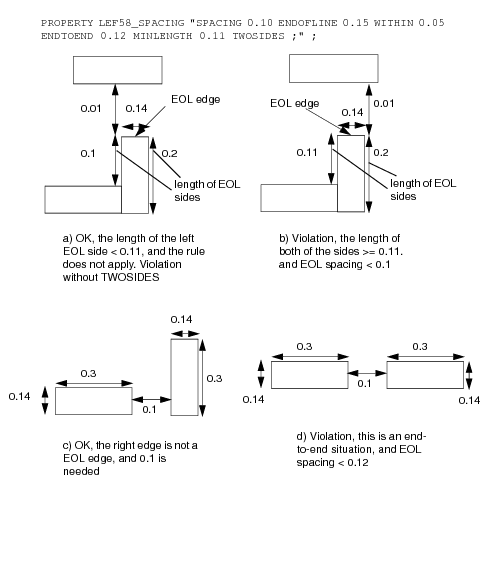 PROPERTY LEF58_SPACING "SPACING 0.10 ENDOFLINE 0.15 WITHIN 0.05
ENDTOEND 0.12 MINLENGTH 0.11 TWOSIDES ;" ;
0.01
0.14
EOL edge
0.1
0.2
length of EOL
sides
a) OK, the length of the left
EOL side < 0.11, and the rule
does not apply. Violation
without TWOSIDES
EOL edge
0.14
0.01
0.11
0.2
length of EOL
sides
b) Violation, the length of
both of the sides >= 0.11.
and EOL spacing < 0.1
0.14
0.3
0.3
0.14
0.1
c) OK, the right edge is not a
EOL edge, and 0.1 is
needed
0.3
0.3
0.1
0.14
0.14
d) Violation, this is an end-
to-end situation, and EOL
spacing < 0.12